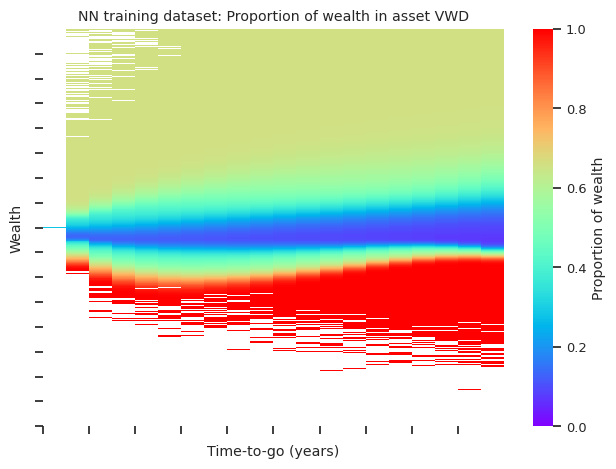 NN training dataset: Proportion of wealth in asset VWD
Wealth
Time-to-go (years)
1.0
0.8
0.6
0.4
0.2
0.0
Proportion of wealth